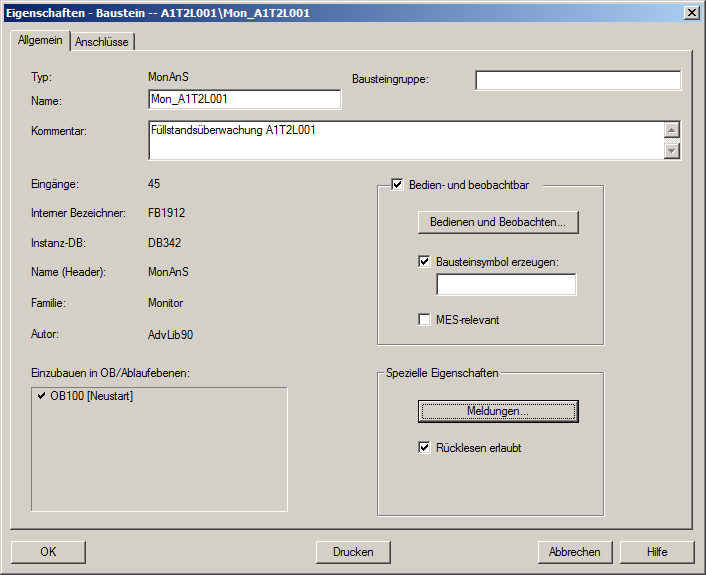 Eigenschaften - Baustein -- A1T2L001\Mon_A1T2L001
Allgemein Anschlüsse
Typ: MonAnS Bausteingruppe:
Name: Mon_A1T2L001
Kommentar: Füllstandsüberwachung A1T2L001
Eingänge: 45
Interner Bezeichner: FB1912
Instanz-DB: DB342
Name (Header): MonAnS
Familie: Monitor
Autor: AdvLib90
Bedien- und beobachtbar
Bedienen und Beobachten...
Bausteinsymbol erzeugen:
MES-relevant
Einzubauen in OB/Ablaufebenen:
OB100 [Neustart]
Spezielle Eigenschaften
Meldungen...
Rücklesen erlaubt
OK Drucken Abbrechen Hilfe